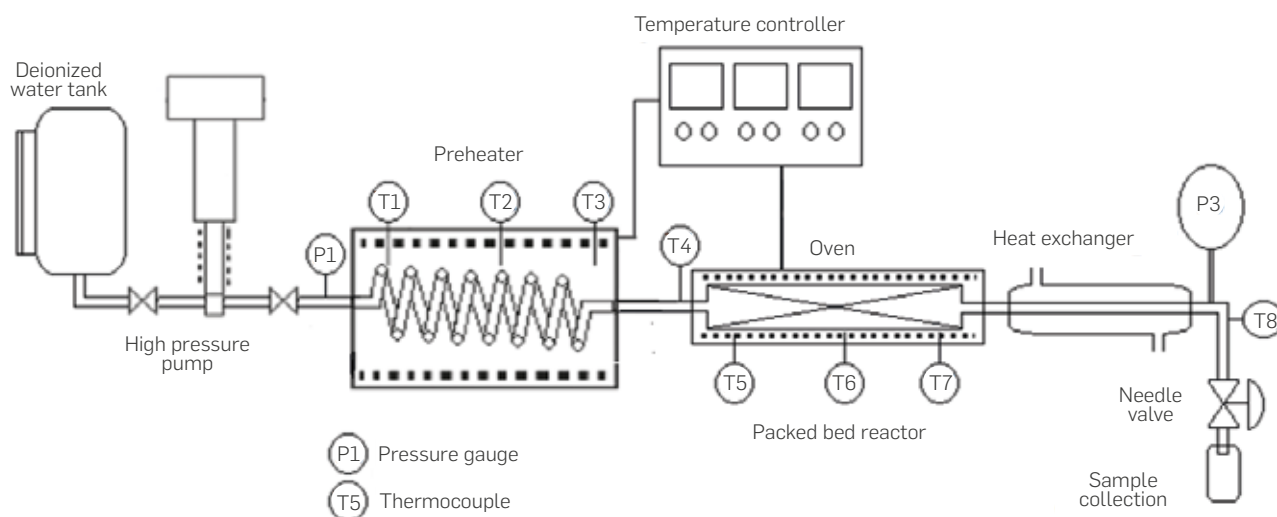 Temperature controller
Deionized
water tank
Preheater
T1
T2
T3
P3
P1
T4
Oven
Heat exchanger
T8
High pressure
pump
T5
T6
T7
Needle
valve
Packed bed reactor
P1 Pressure gauge
T5 Thermocouple
Sample
collection